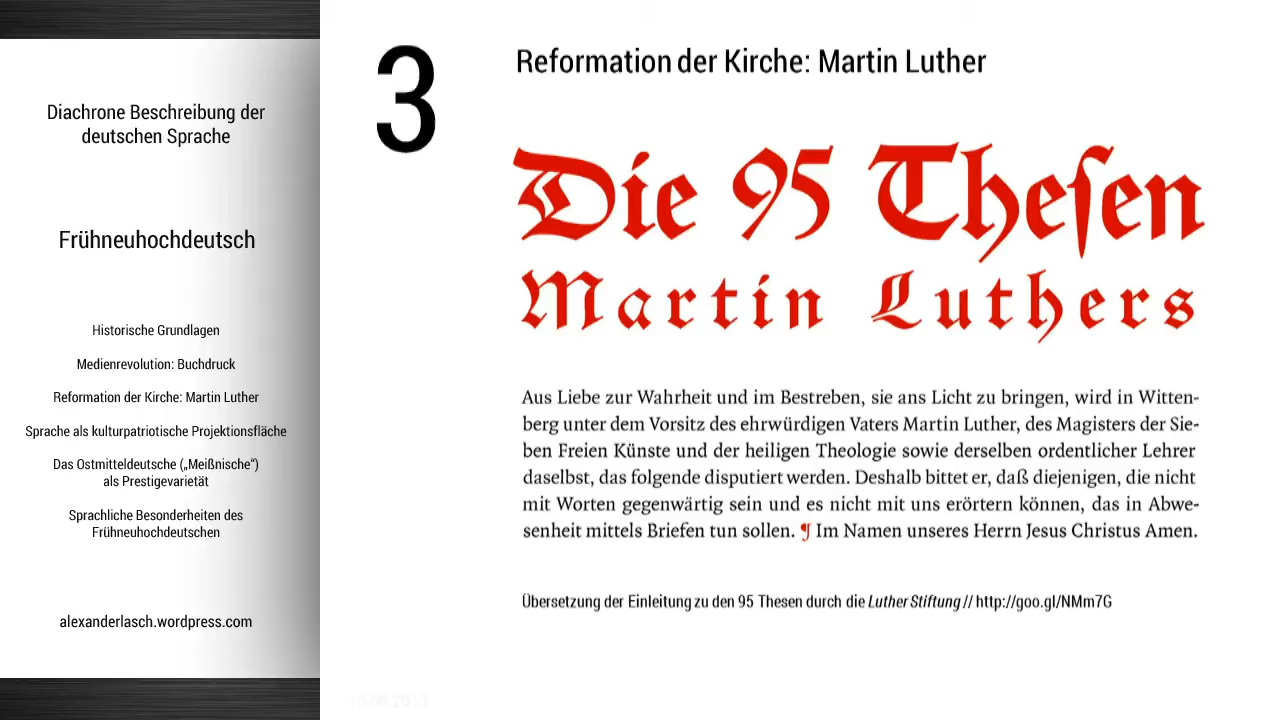 Diachrone Beschreibung der
deutschen Sprache
Frühneuhochdeutsch
Historische Grundlagen
Medienrevolution: Buchdruck
Reformation der Kirche: Martin Luther
Sprache als kulturpatriotische Projektionsfläche
Das Ostmitteldeutsche („Meißnische“)
als Prestigevarietät
Sprachliche Besonderheiten des
Frühneuhochdeutschen
alexanderlasch.wordpress.com
3
Reformation der Kirche: Martin Luther
Die 95 Theſen
Martin Luthers
Aus Liebe zur Wahrheit und im Bestreben, sie ans Licht zu bringen, wird in Witten-
berg unter dem Vorsitz des ehrwürdigen Vaters Martin Luther, des Magisters der Sie-
ben Freien Künste und der heiligen Theologie sowie derselben ordentlicher Lehrer
daselbst, das folgende disputiert werden. Deshalb bittet er, daß diejenigen, die nicht
mit Worten gegenwärtig sein und es nicht mit uns erörtern können, das in Abwe-
senheit mittels Briefen tun sollen. ¶ Im Namen unseres Herrn Jesus Christus Amen.
Übersetzung der Einleitung zu den 95 Thesen durch die Luther Stiftung // http://goo.gl/NMm7G